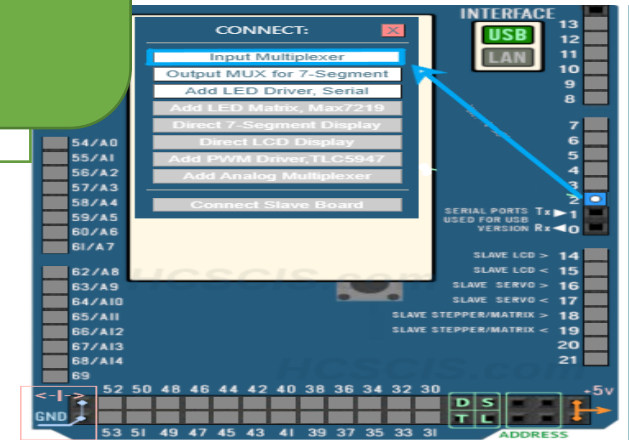 CONNECT:
Input Multiplexer
Output MUX for 7-Segment
Add LED Driver, Serial
Add LED Matrix, Max7219
Direct 7-Segment Display
Direct LCD Display
Add PWM Driver,TLC5947
Add Analog Multiplexer
Connect Slave Board
INTERFACE
USB
LAN
13
12
11
10
9
8
7
6
5
4
3
2
SERIAL PORTS Tx 1
USED FOR USB
VERSION Rx 0
SLAVE LCD > 14
SLAVE LCD < 15
SLAVE SERVO > 16
SLAVE SERVO < 17
SLAVE STEPPER/MATRIX > 18
SLAVE STEPPER/MATRIX < 19
20
21
54/A0
55/A1
56/A2
57/A3
58/A4
59/A5
60/A6
61/A7
62/A8
63/A9
64/A10
65/A11
66/A12
67/A13
68/A14
69
HCSCIS.com
HCSCIS.com
<-I->
GND
52 50 48 46 44 42 40 38 36 34 32 30
53 51 49 47 45 43 41 39 37 35 33 31
D S
T L
ADDRESS
+5v